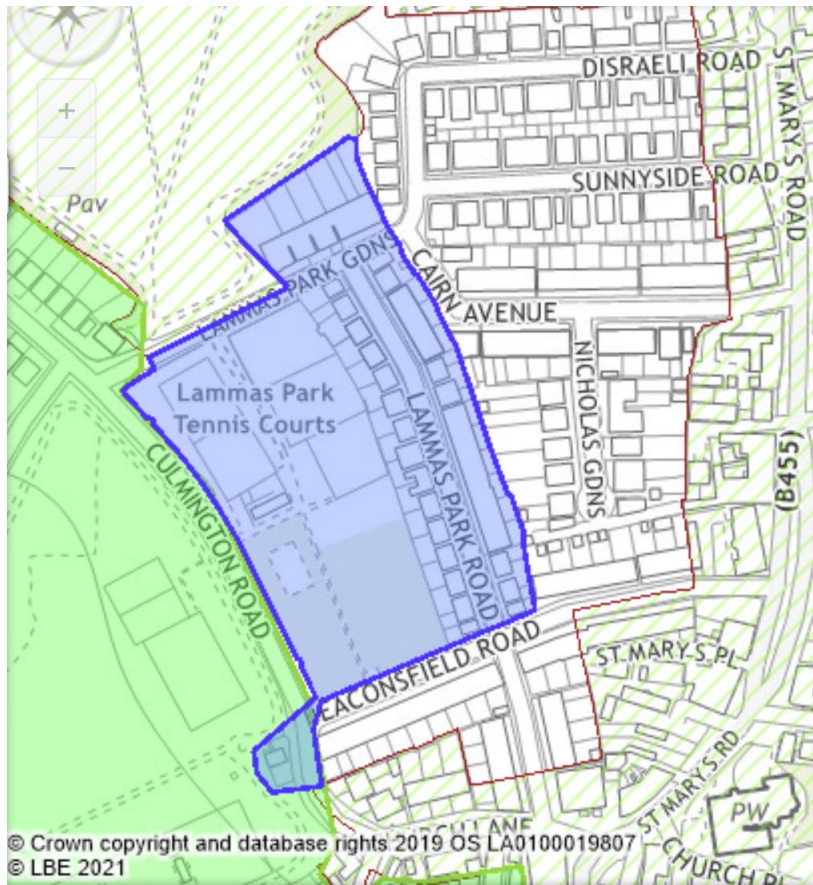 DISRAELI ROAD
ST MARY'S ROAD
+
SUNNYSIDE ROAD
−
Pav
LAMMAS PARK GDNS
CAIRN AVENUE
NICHOLAS GDNS
Lammas Park
Tennis Courts
LAMMAS PARK ROAD
CULMINGTON ROAD
(B455)
EACONSFIELD ROAD
ST MARY'S PL
ST MARY'S RD
PW
CH LANE
© Crown copyright and database rights 2019 OS LA0100019807
© LBE 2021
CHURCH PL